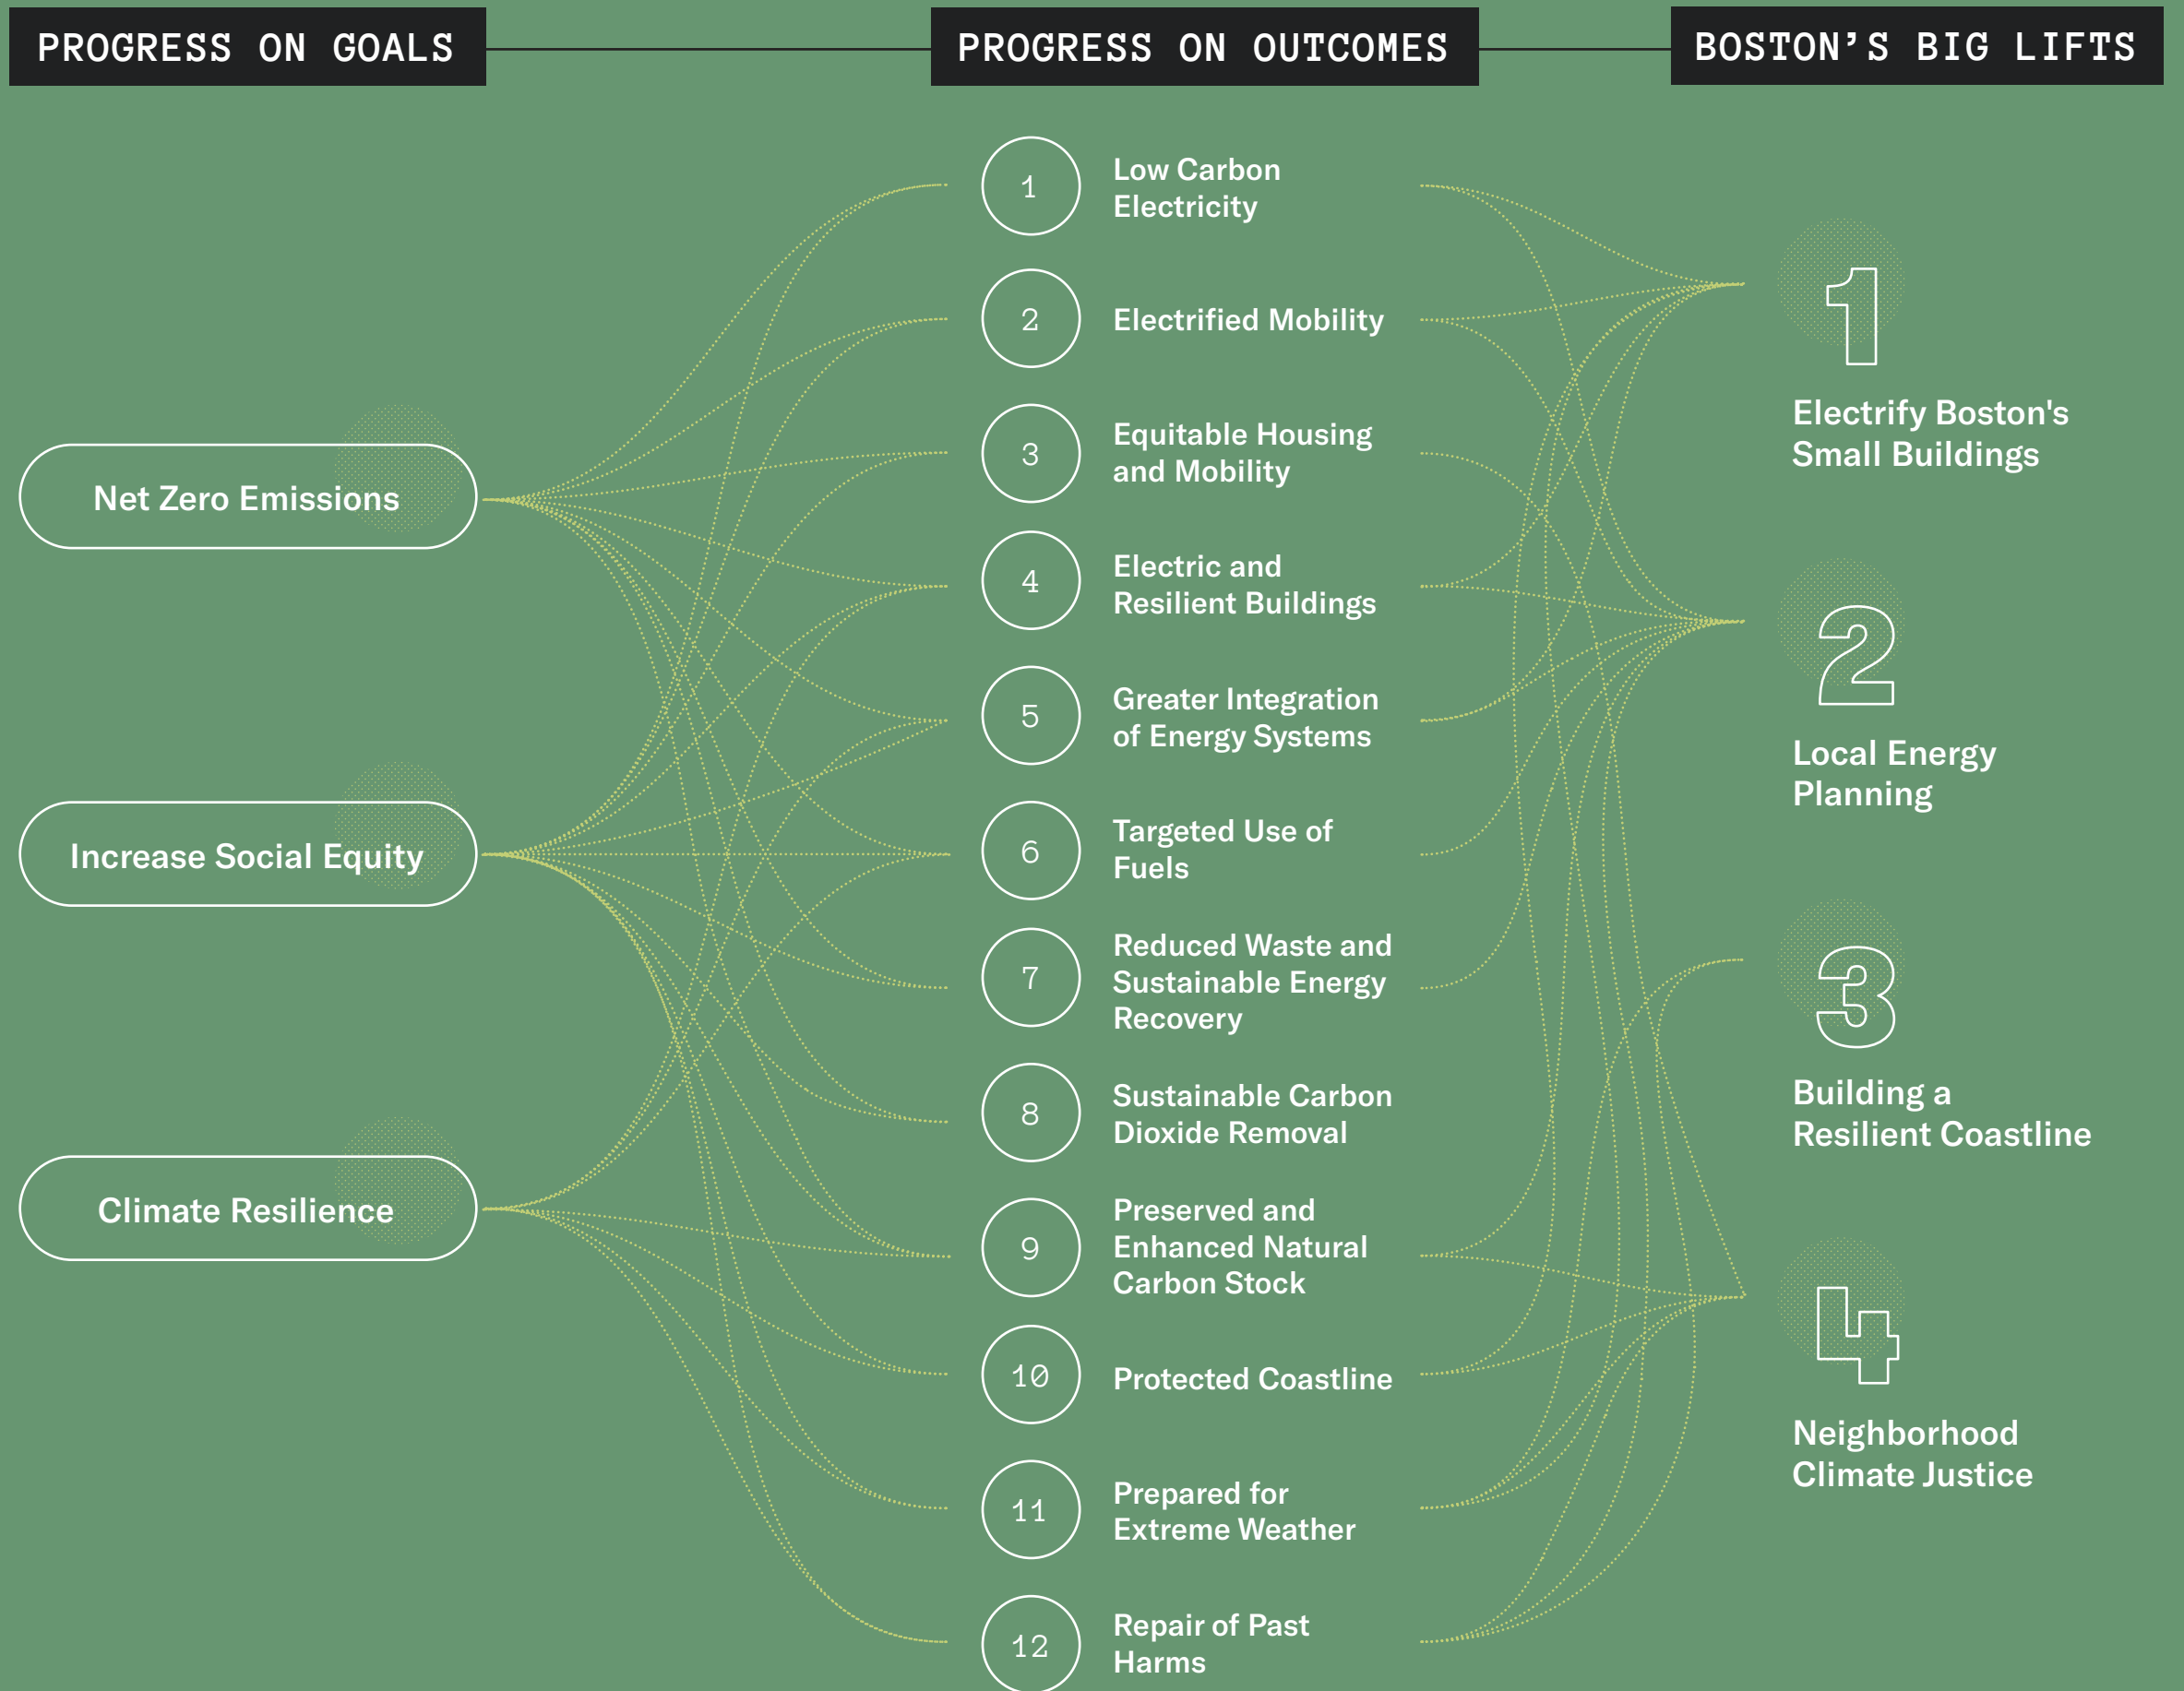 PROGRESS ON GOALS
PROGRESS ON OUTCOMES
BOSTON’S BIG LIFTS
Net Zero Emissions
Increase Social Equity
Climate Resilience
1
Low Carbon
Electricity
2
Electrified Mobility
3
Equitable Housing
and Mobility
4
Electric and
Resilient Buildings
5
Greater Integration
of Energy Systems
6
Targeted Use of
Fuels
7
Reduced Waste and
Sustainable Energy
Recovery
8
Sustainable Carbon
Dioxide Removal
9
Preserved and
Enhanced Natural
Carbon Stock
10
Protected Coastline
11
Prepared for
Extreme Weather
12
Repair of Past
Harms
1
Electrify Boston's
Small Buildings
2
Local Energy
Planning
3
Building a
Resilient Coastline
4
Neighborhood
Climate Justice